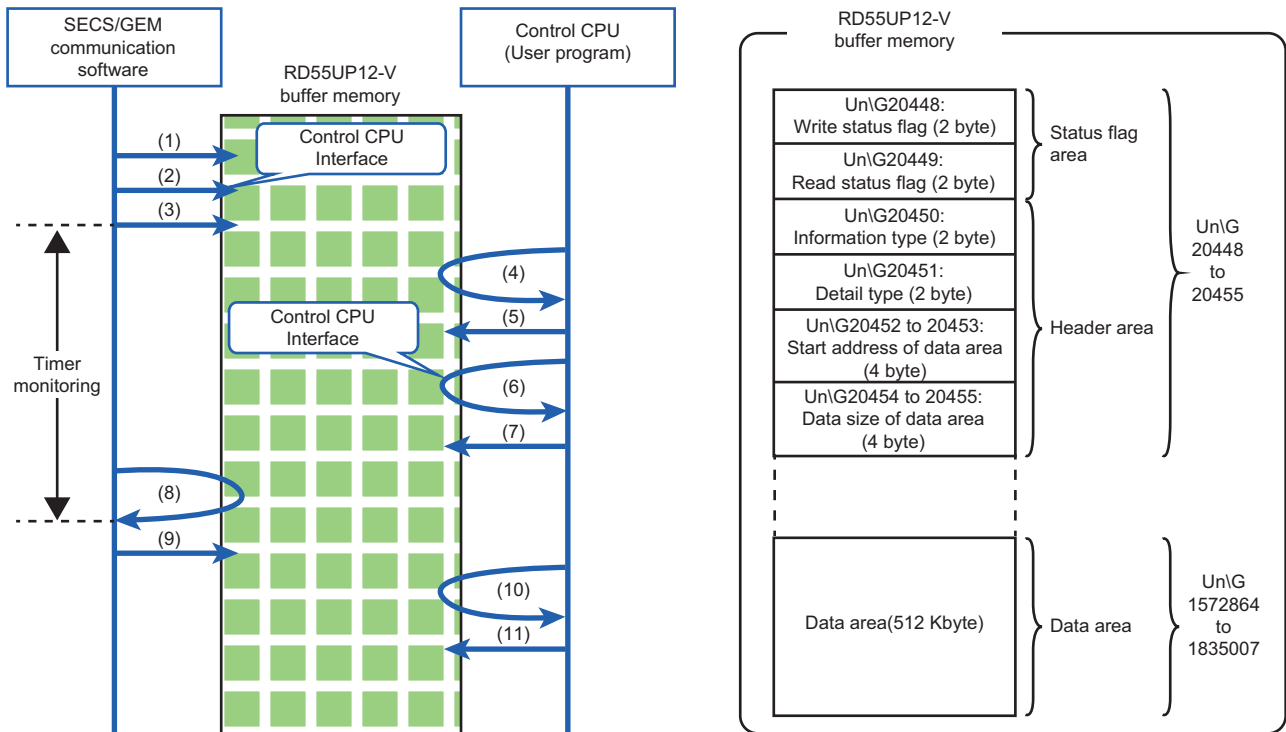 SECS/GEM
communication
software
Control CPU
(User program)
RD55UP12-V
buffer memory
Control CPU
Interface
(1)
(2)
(3)
(4)
(5)
Control CPU
Interface
Timer
monitoring
(6)
(7)
(8)
(9)
(10)
(11)
RD55UP12-V
buffer memory
Un\G20448:
Write status flag (2 byte)
Un\G20449:
Read status flag (2 byte)
Status flag
area
Un\G20450:
Information type (2 byte)
Un\G20451:
Detail type (2 byte)
Un\G20452 to 20453:
Start address of data area
(4 byte)
Un\G20454 to 20455:
Data size of data area
(4 byte)
Header area
Un\G
20448
to
20455
Data area(512 Kbyte)
Data area
Un\G
1572864
to
1835007